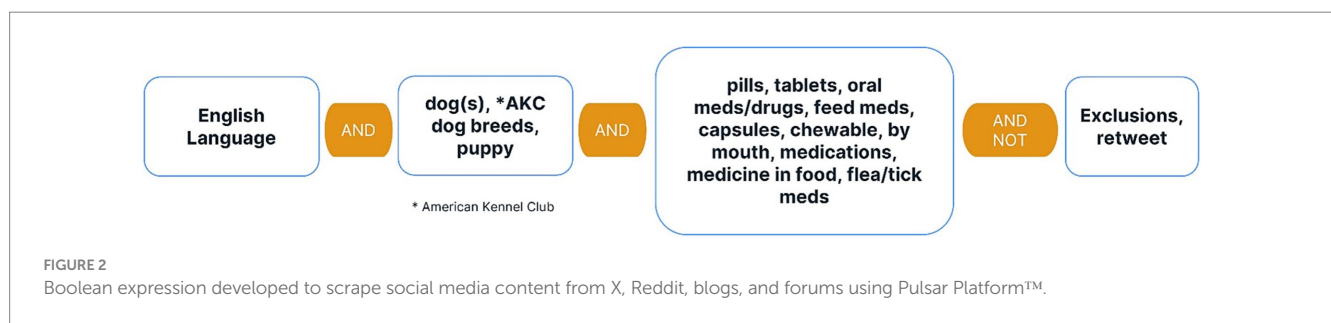 English
Language
AND
dog(s), *AKC
dog breeds,
puppy
* American Kennel Club
AND
pills, tablets, oral
meds/drugs, feed meds,
capsules, chewable, by
mouth, medications,
medicine in food, flea/tick
meds
AND
NOT
Exclusions,
retweet
FIGURE 2
Boolean expression developed to scrape social media content from X, Reddit, blogs, and forums using Pulsar Platform™.